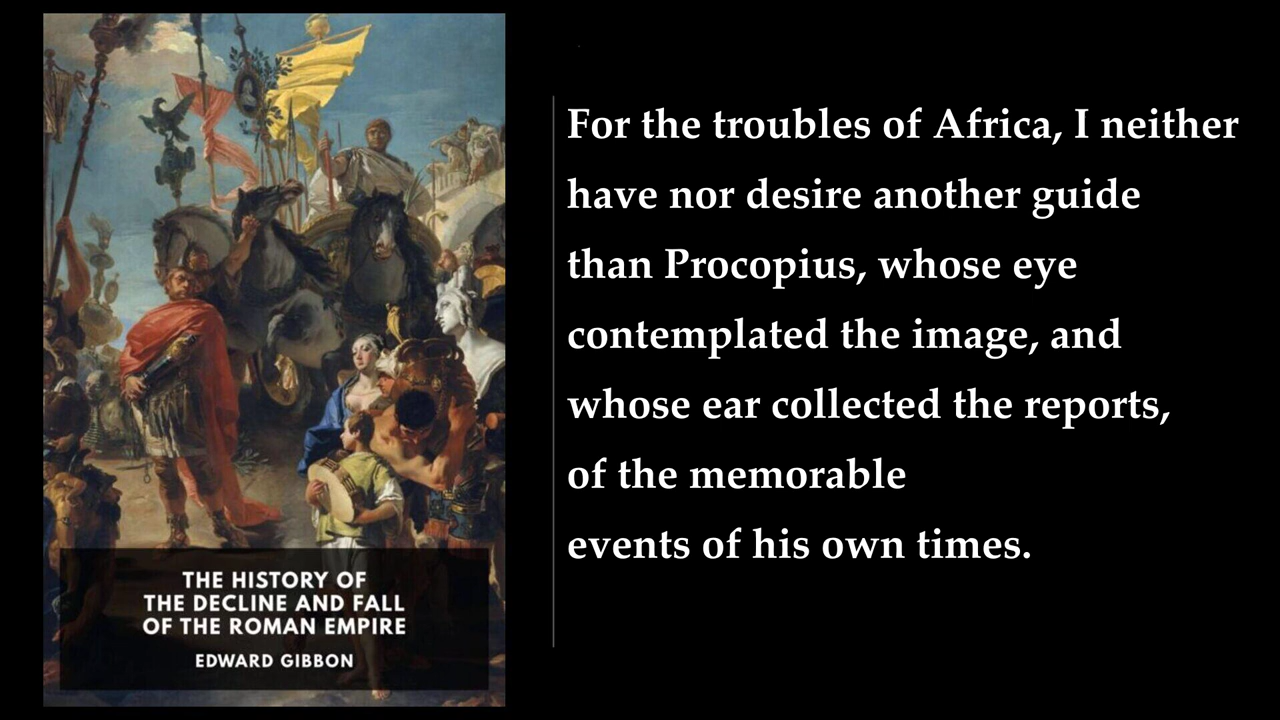 THE HISTORY OF
THE DECLINE AND FALL
OF THE ROMAN EMPIRE
EDWARD GIBBON
For the troubles of Africa, I neither
have nor desire another guide
than Procopius, whose eye
contemplated the image, and
whose ear collected the reports,
of the memorable
events of his own times.